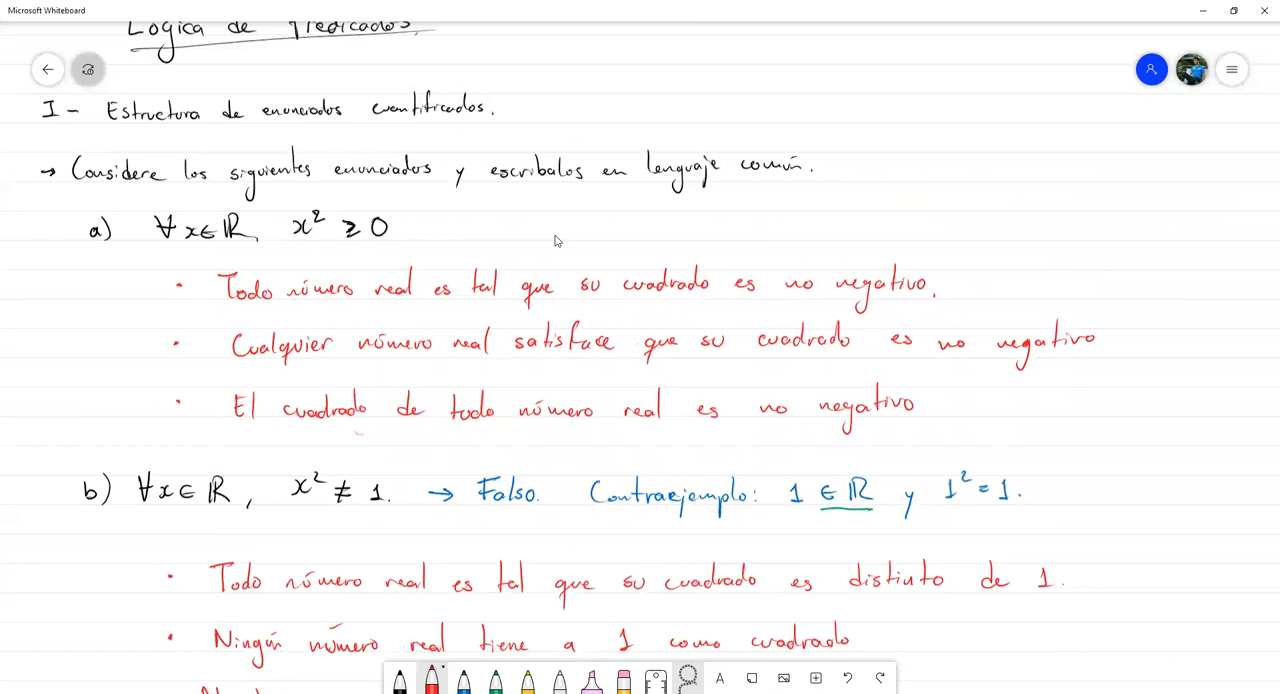 Microsoft Whiteboard
Lógica de Predicados.
I - Estructura de enunciados cuantificados.
→ Considere los siguientes enunciados y escríbalos en lenguaje común.
a) ∀x∈ℝ, x² ≥ 0
· Todo número real es tal que su cuadrado es no negativo.
· Cualquier número real satisface que su cuadrado es no negativo
· El cuadrado de todo número real es no negativo
b) ∀x∈ℝ, x² ≠ 1. → Falso. Contraejemplo: 1 ∈ ℝ y 1² = 1.
· Todo número real es tal que su cuadrado es distinto de 1.
· Ningún número real tiene a 1 como cuadrado